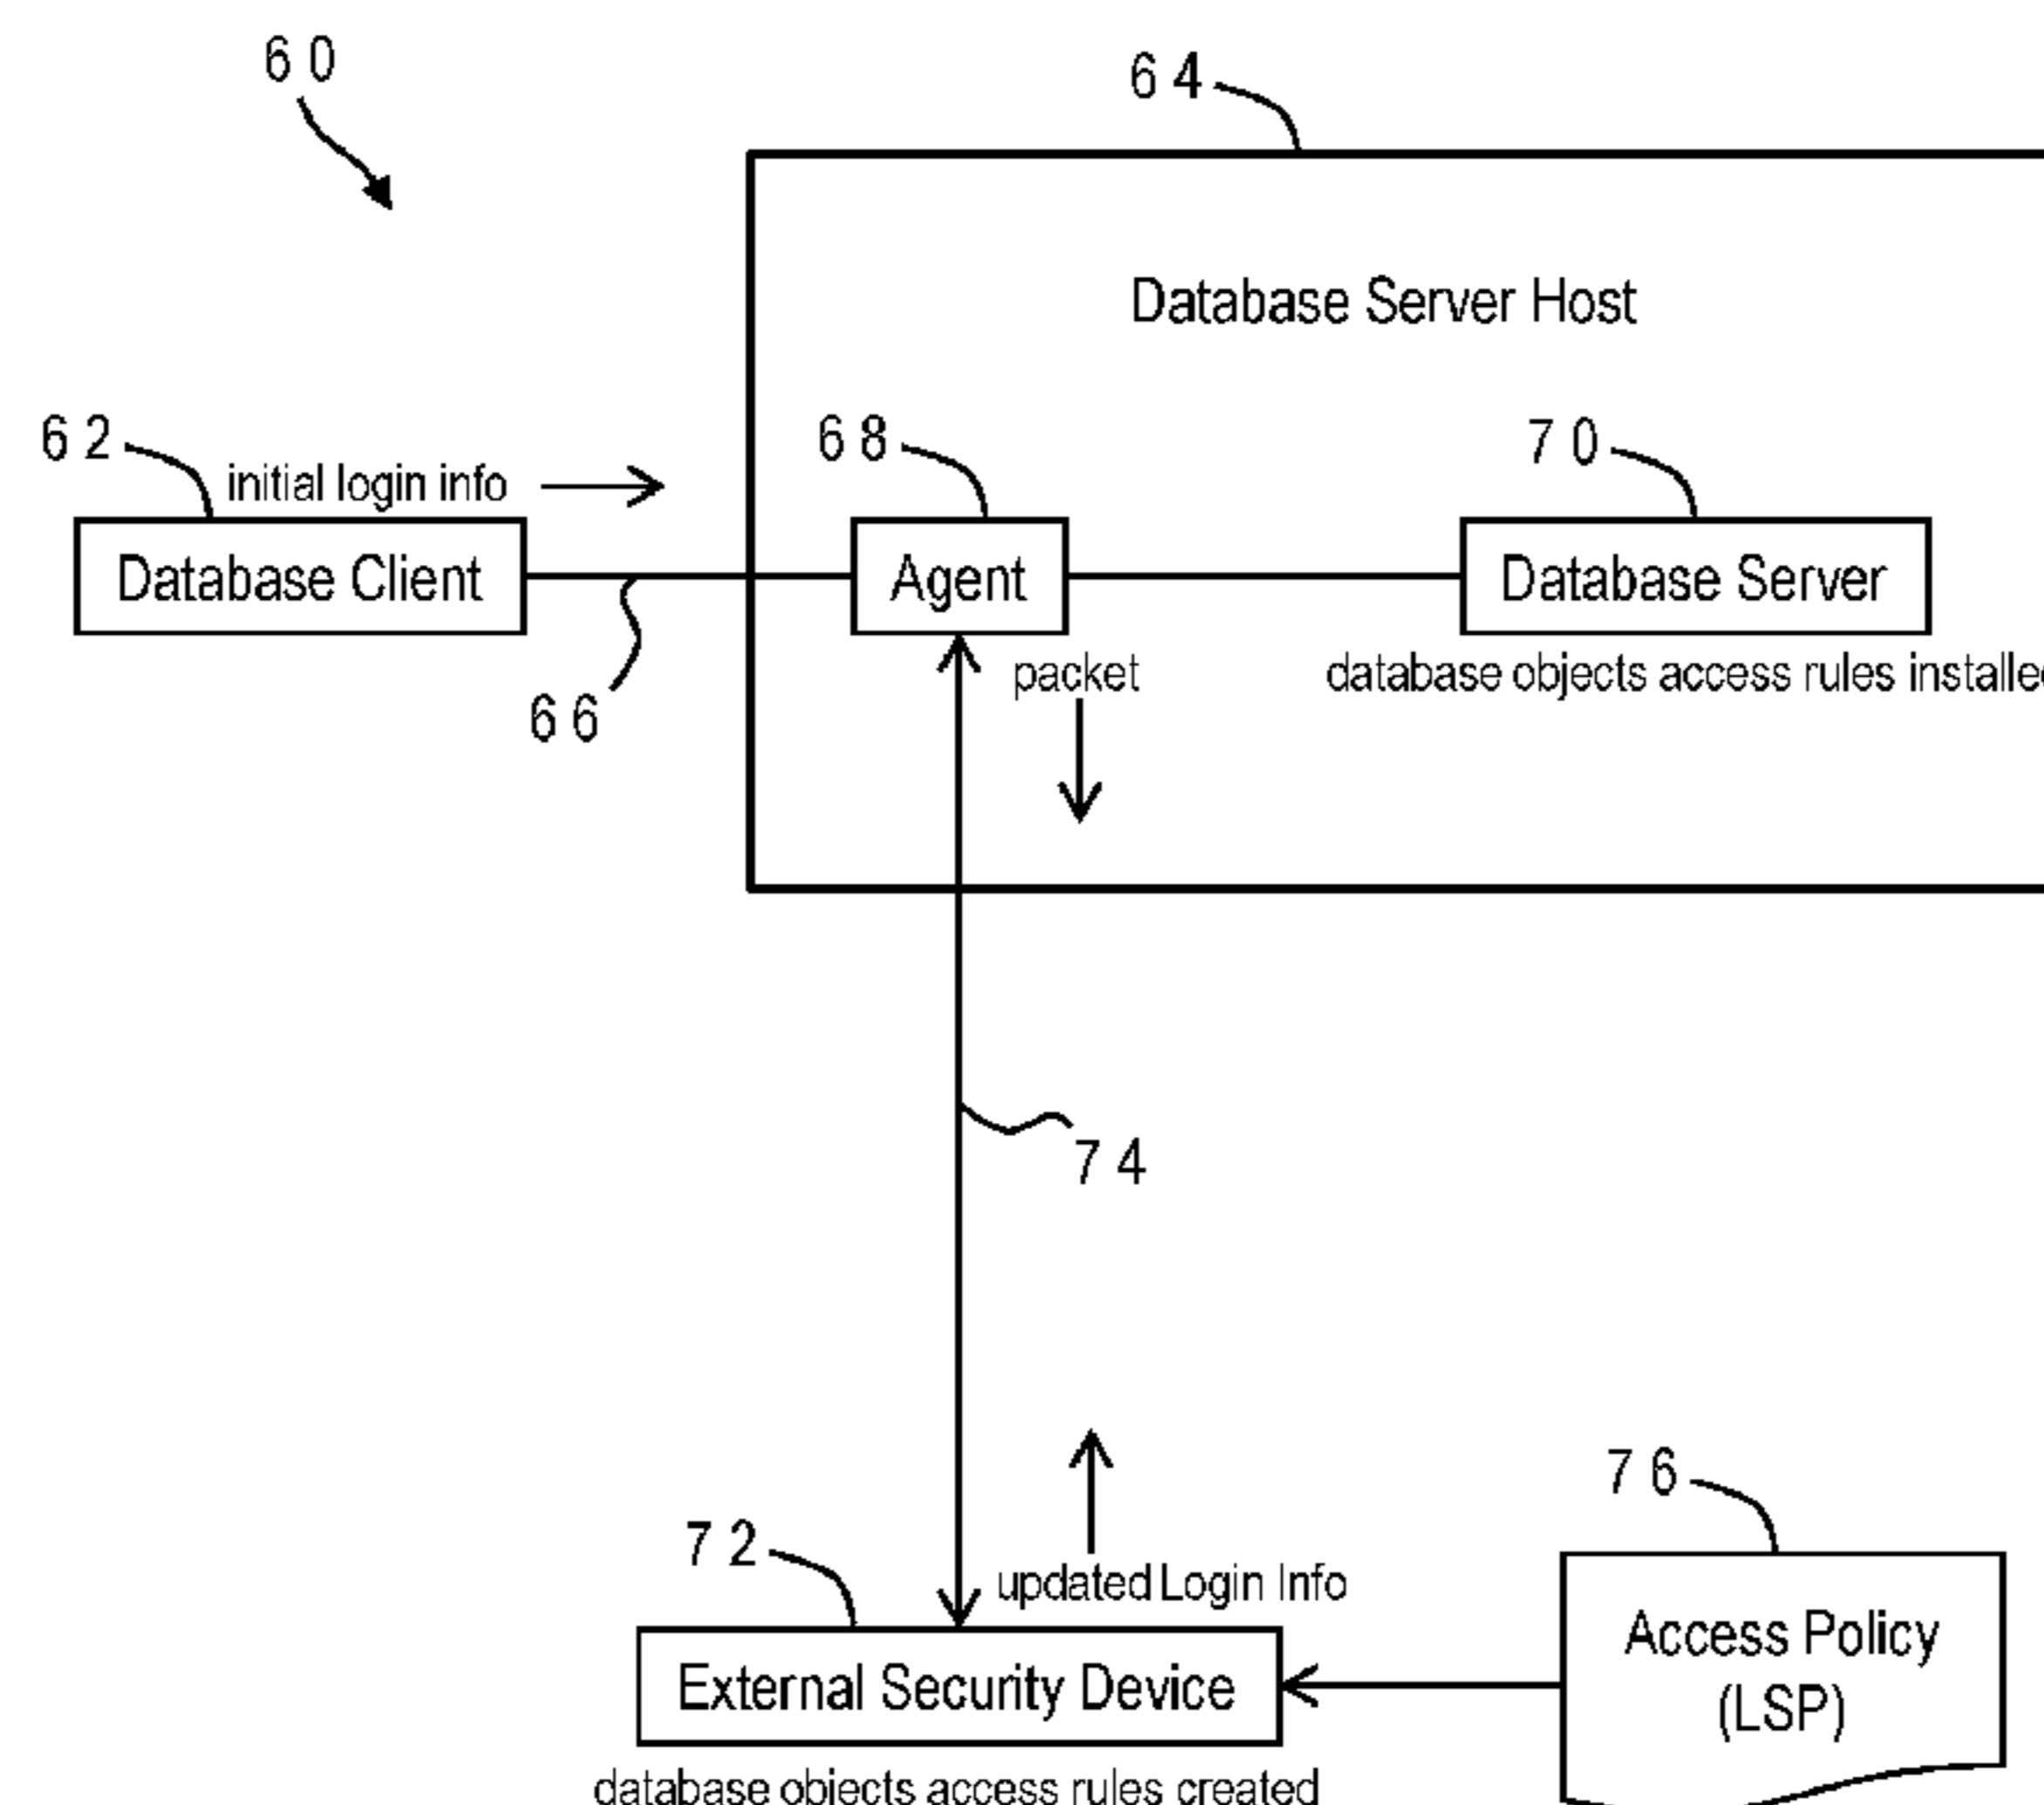 60
64
Database Server Host
62
initial login info
68
70
Database Client
Agent
Database Server
packet
database objects access rules installed
66
74
76
72
updated Login Info
Access Policy
(LSP)
External Security Device
database objects access rules created